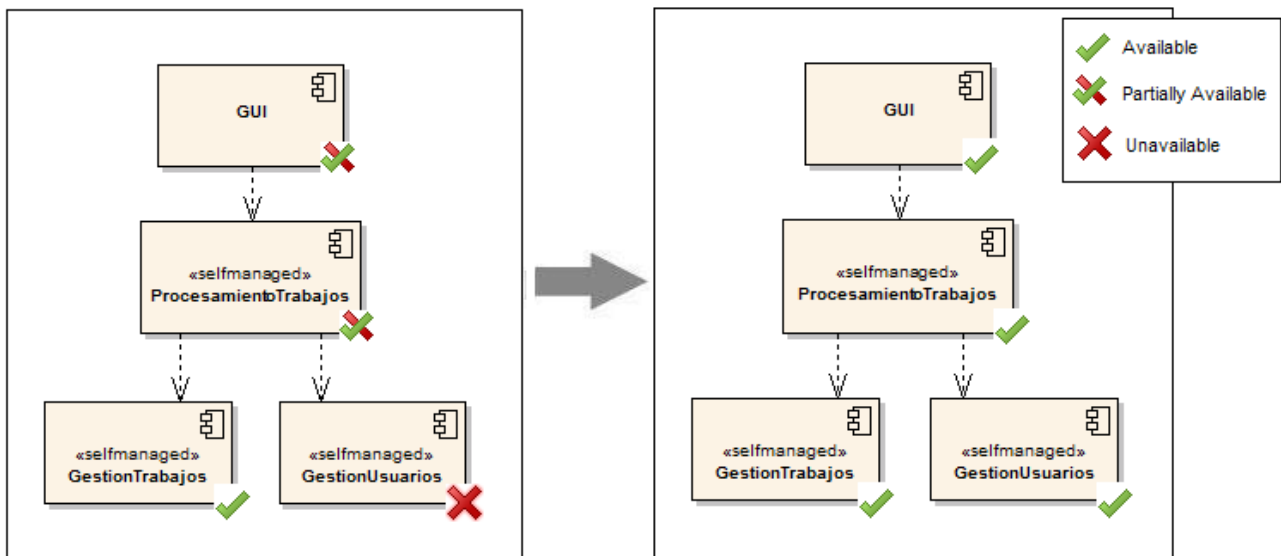 GUI
«selfmanaged»
ProcesamientoTrabajos
«selfmanaged»
GestionTrabajos
«selfmanaged»
GestionUsuarios
GUI
«selfmanaged»
ProcesamientoTrabajos
«selfmanaged»
GestionTrabajos
«selfmanaged»
GestionUsuarios
Available
Partially Available
Unavailable